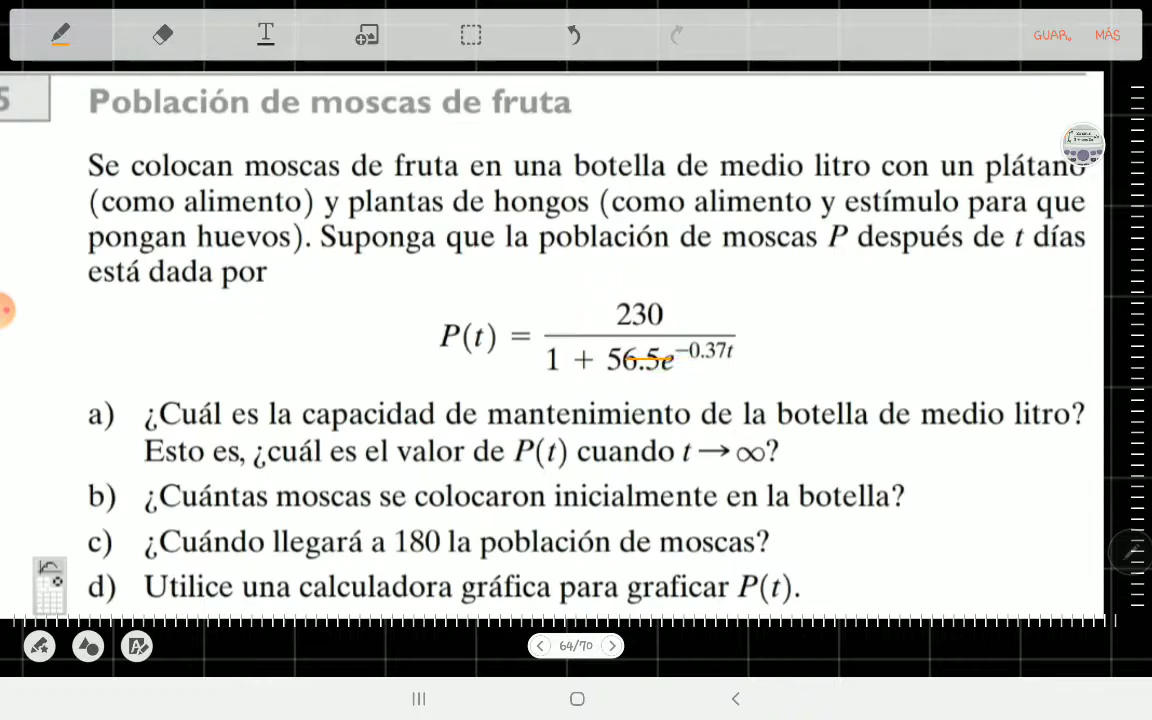 T
GUAR.
MÁS
5
Población de moscas de fruta
Se colocan moscas de fruta en una botella de medio litro con un plátano
(como alimento) y plantas de hongos (como alimento y estímulo para que
pongan huevos). Suponga que la población de moscas P después de t días
está dada por
P(t) = 230 / (1 + 56.5e^{-0.37t})
a) ¿Cuál es la capacidad de mantenimiento de la botella de medio litro?
Esto es, ¿cuál es el valor de P(t) cuando t → ∞?
b) ¿Cuántas moscas se colocaron inicialmente en la botella?
c) ¿Cuándo llegará a 180 la población de moscas?
d) Utilice una calculadora gráfica para graficar P(t).
64/70